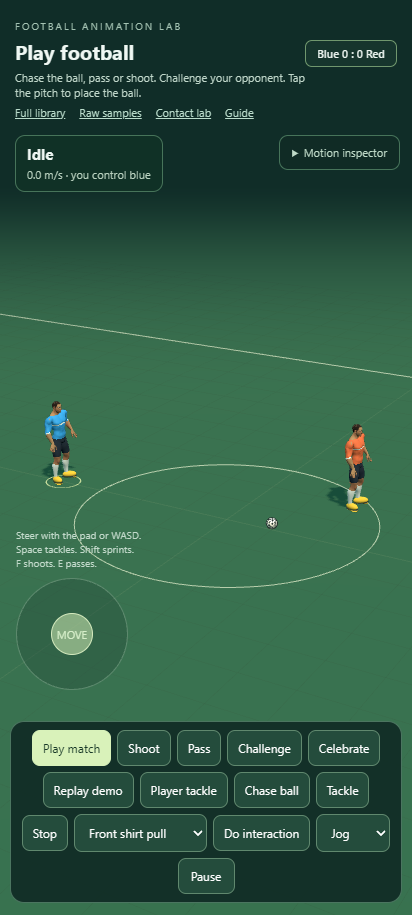 FOOTBALL ANIMATION LAB
Play football
Blue 0 : 0 Red
Chase the ball, pass or shoot. Challenge your opponent. Tap
the pitch to place the ball.
Full library Raw samples Contact lab Guide
Idle
0.0 m/s · you control blue
▶ Motion inspector
Steer with the pad or WASD.
Space tackles. Shift sprints.
F shoots. E passes.
MOVE
Play match Shoot Pass Challenge Celebrate
Replay demo Player tackle Chase ball Tackle
Stop Front shirt pull Do interaction Jog
Pause